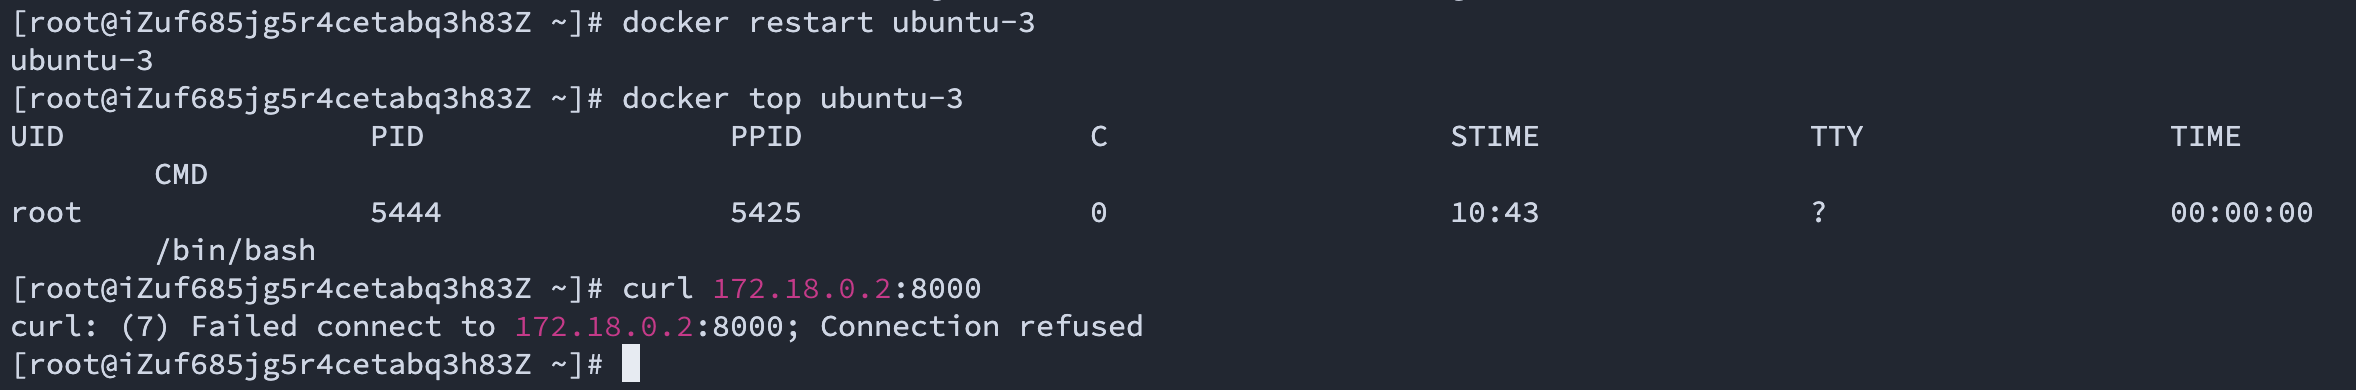 [root@iZuf685jg5r4cetabq3h83Z ~]# docker restart ubuntu-3
ubuntu-3
[root@iZuf685jg5r4cetabq3h83Z ~]# docker top ubuntu-3
UID PID PPID C STIME TTY TIME
CMD
root 5444 5425 0 10:43 ? 00:00:00
/bin/bash
[root@iZuf685jg5r4cetabq3h83Z ~]# curl 172.18.0.2:8000
curl: (7) Failed connect to 172.18.0.2:8000; Connection refused
[root@iZuf685jg5r4cetabq3h83Z ~]#